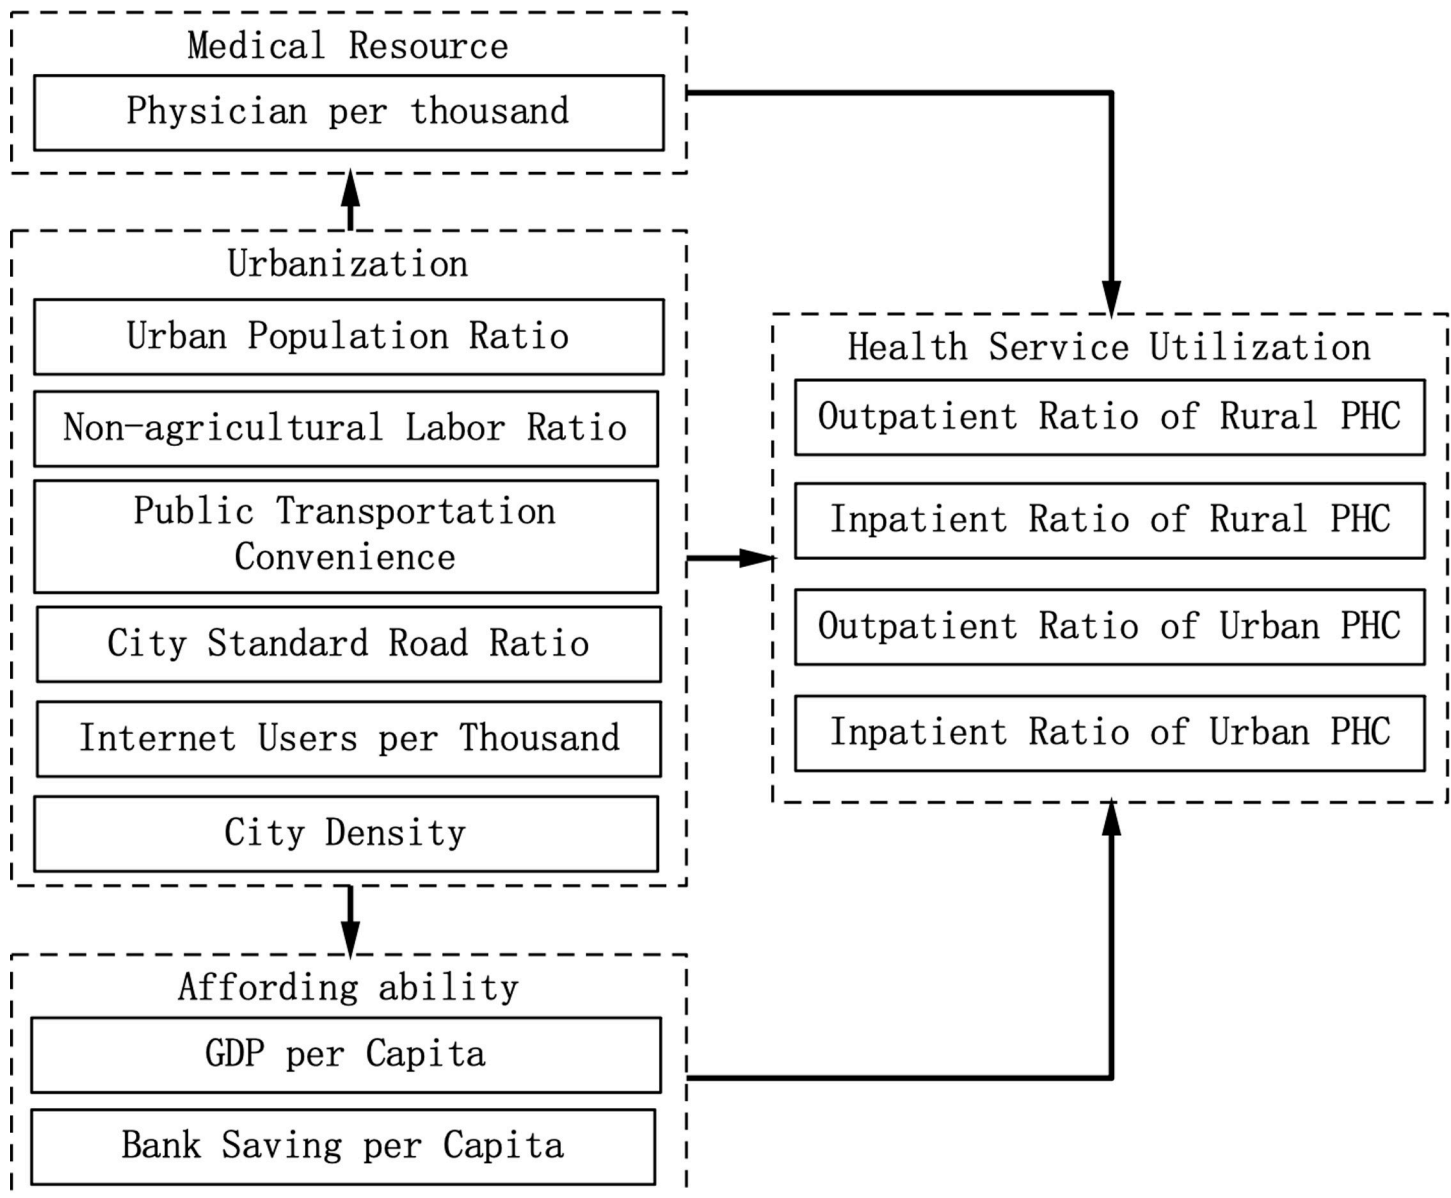 Medical Resource
Physician per thousand
Urbanization
Urban Population Ratio
Non-agricultural Labor Ratio
Public Transportation
Convenience
City Standard Road Ratio
Internet Users per Thousand
City Density
Affording ability
GDP per Capita
Bank Saving per Capita
Health Service Utilization
Outpatient Ratio of Rural PHC
Inpatient Ratio of Rural PHC
Outpatient Ratio of Urban PHC
Inpatient Ratio of Urban PHC